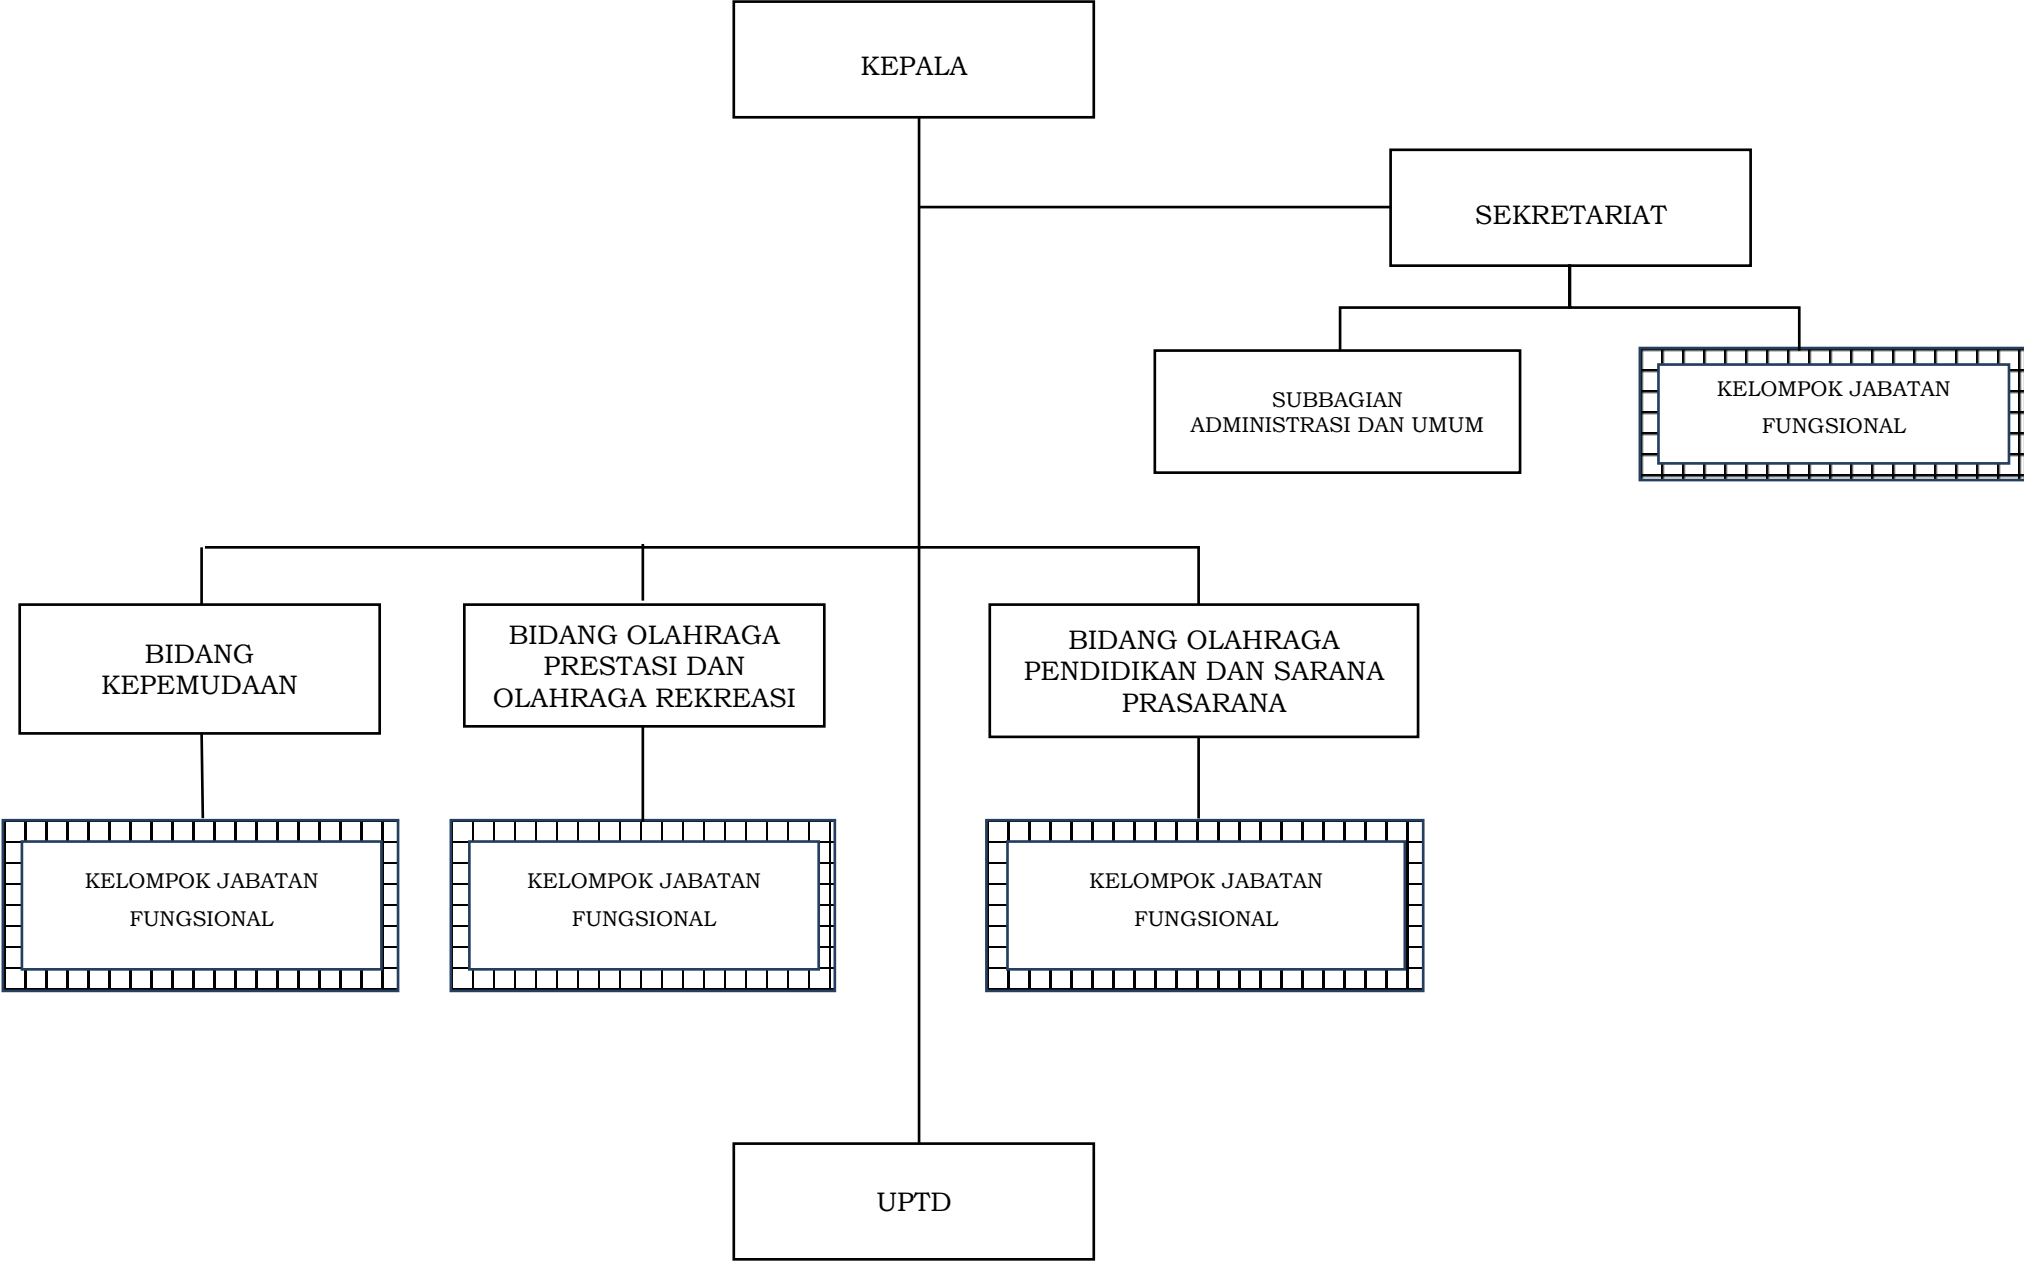 KEPALA
SEKRETARIAT
SUBBAGIAN
ADMINISTRASI DAN UMUM
KELOMPOK JABATAN
FUNGSIONAL
BIDANG
KEPEMUDAAN
BIDANG OLAHRAGA
PRESTASI DAN
OLAHRAGA REKREASI
BIDANG OLAHRAGA
PENDIDIKAN DAN SARANA
PRASARANA
KELOMPOK JABATAN
FUNGSIONAL
KELOMPOK JABATAN
FUNGSIONAL
KELOMPOK JABATAN
FUNGSIONAL
UPTD